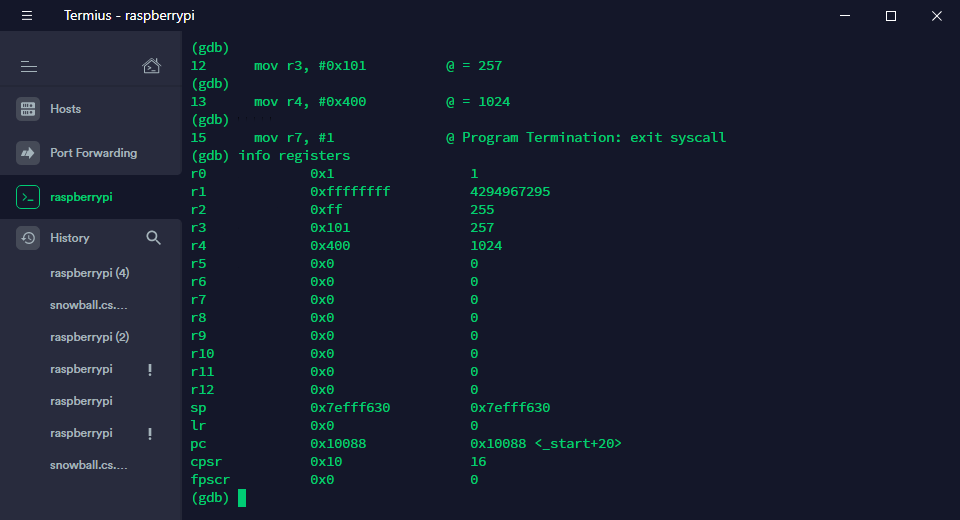 Termius - raspberrypi
Hosts
Port Forwarding
raspberrypi
History
raspberrypi (4)
snowball.cs....
raspberrypi (2)
raspberrypi !
raspberrypi
raspberrypi !
snowball.cs....
(gdb)
12 mov r3, #0x101 @ = 257
(gdb)
13 mov r4, #0x400 @ = 1024
(gdb)
15 mov r7, #1 @ Program Termination: exit syscall
(gdb) info registers
r0 0x1 1
r1 0xffffffff 4294967295
r2 0xff 255
r3 0x101 257
r4 0x400 1024
r5 0x0 0
r6 0x0 0
r7 0x0 0
r8 0x0 0
r9 0x0 0
r10 0x0 0
r11 0x0 0
r12 0x0 0
sp 0x7efff630 0x7efff630
lr 0x0 0
pc 0x10088 0x10088 <_start+20>
cpsr 0x10 16
fpscr 0x0 0
(gdb)